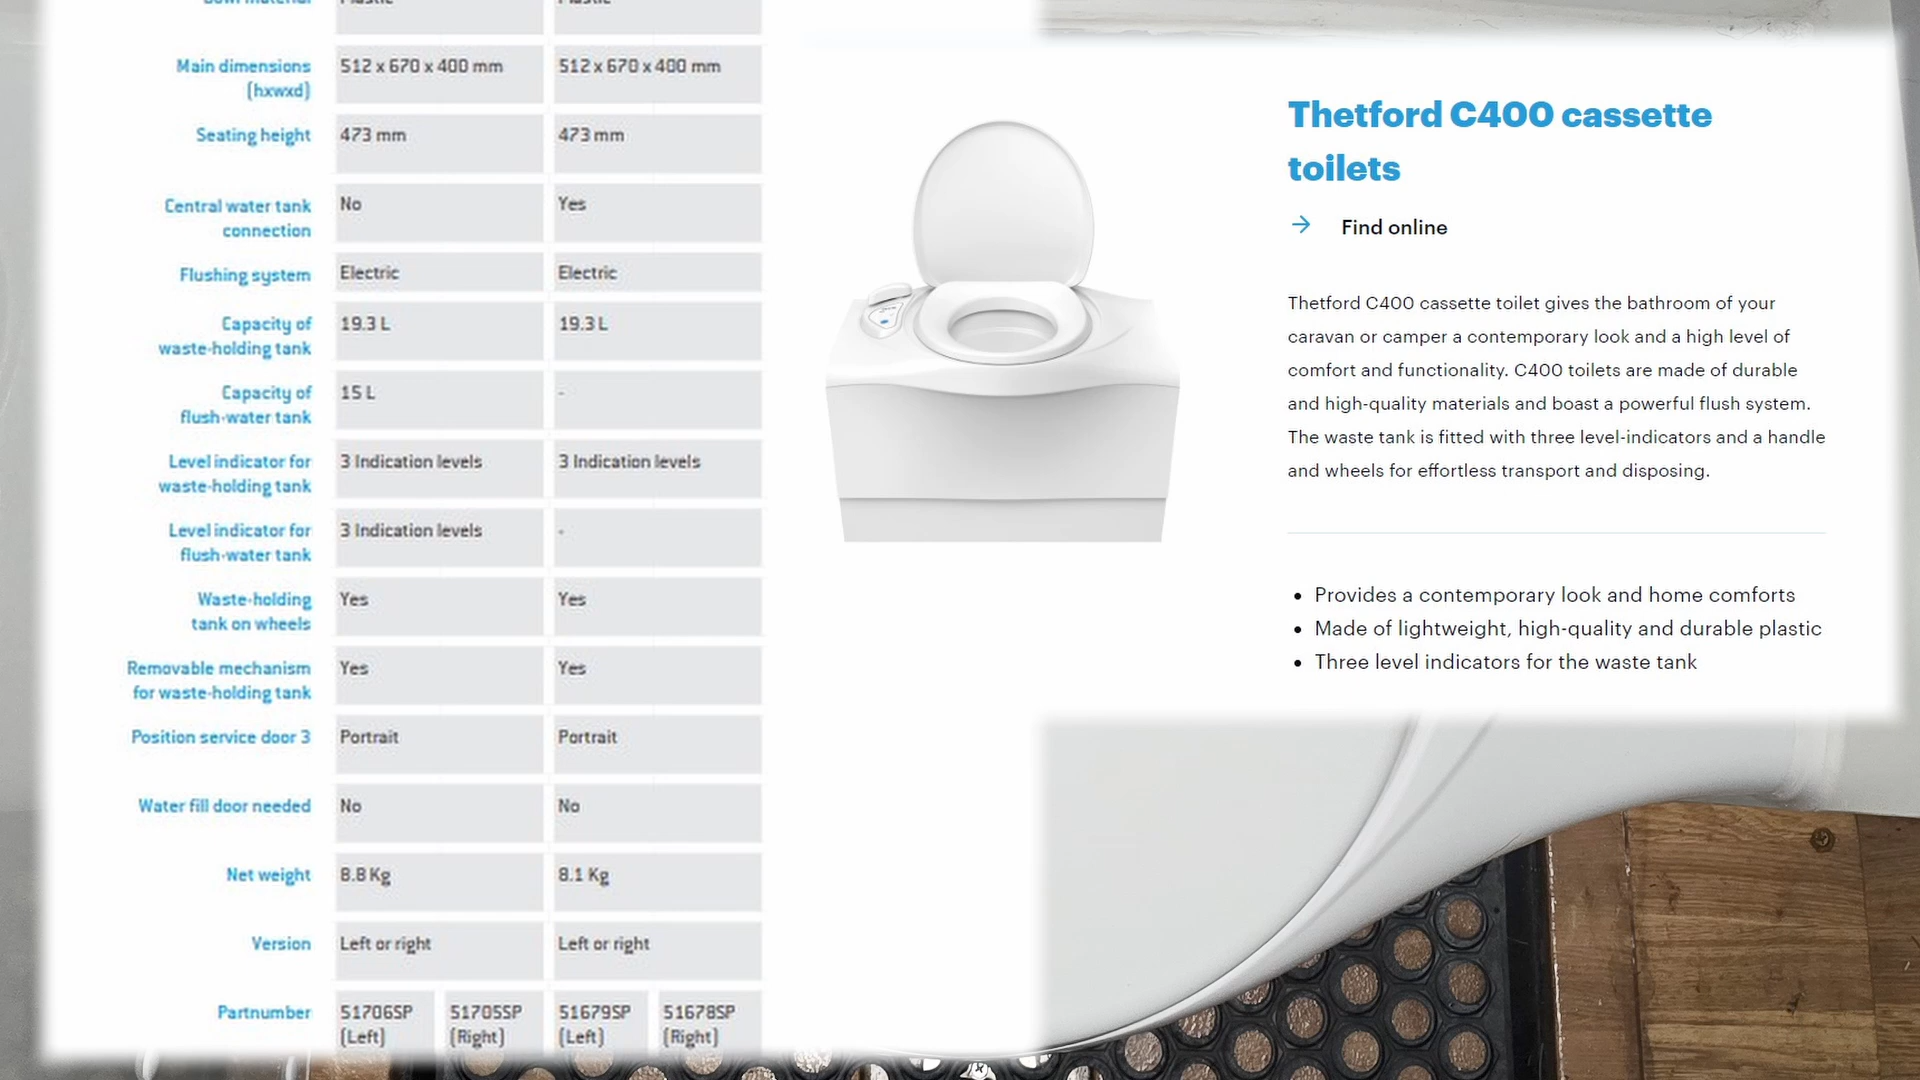 Bowl material Plastic Plastic
Main dimensions 512 x 670 x 400 mm 512 x 670 x 400 mm
(hxwxd)
Seating height 473 mm 473 mm
Central water tank No Yes
connection
Flushing system Electric Electric
Capacity of 19.3 L 19.3 L
waste-holding tank
Capacity of 15 L -
flush-water tank
Level indicator for 3 Indication levels 3 Indication levels
waste-holding tank
Level indicator for 3 Indication levels -
flush-water tank
Waste-holding Yes Yes
tank on wheels
Removable mechanism Yes Yes
for waste-holding tank
Position service door 3 Portrait Portrait
Water fill door needed No No
Net weight 8.8 Kg 8.1 Kg
Version Left or right Left or right
Partnumber 51706SP 51705SP 51679SP 51678SP
(Left) (Right) (Left) (Right)
Thetford C400 cassette
toilets
→ Find online
Thetford C400 cassette toilet gives the bathroom of your
caravan or camper a contemporary look and a high level of
comfort and functionality. C400 toilets are made of durable
and high-quality materials and boast a powerful flush system.
The waste tank is fitted with three level-indicators and a handle
and wheels for effortless transport and disposing.
• Provides a contemporary look and home comforts
• Made of lightweight, high-quality and durable plastic
• Three level indicators for the waste tank